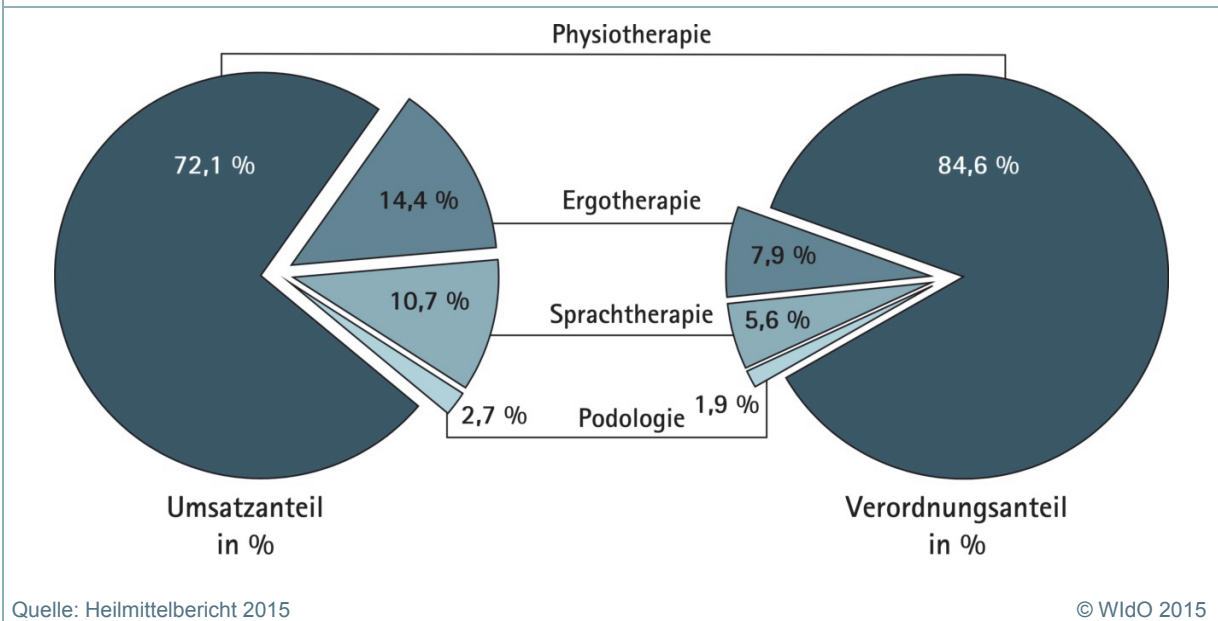 Physiotherapie
72,1 %
84,6 %
14,4 %
Ergotherapie
7,9 %
10,7 %
Sprachtherapie
5,6 %
2,7 %
Podologie
1,9 %
Umsatzanteil
in %
Verordnungsanteil
in %
Quelle: Heilmittelbericht 2015
© WIdO 2015